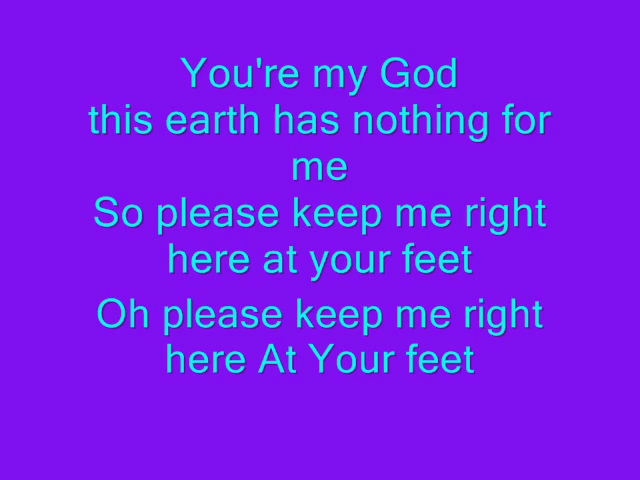 You're my God
this earth has nothing for
me
So please keep me right
here at your feet
Oh please keep me right
here At Your feet